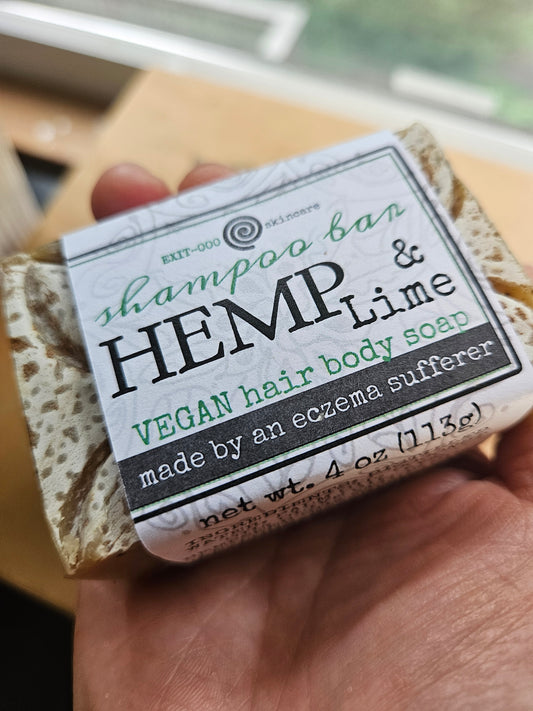 EXIT-000 skincare
shampoo bar
HEMP &
Lime
VEGAN hair body soap
made by an eczema sufferer
net wt. 4 oz (113g)